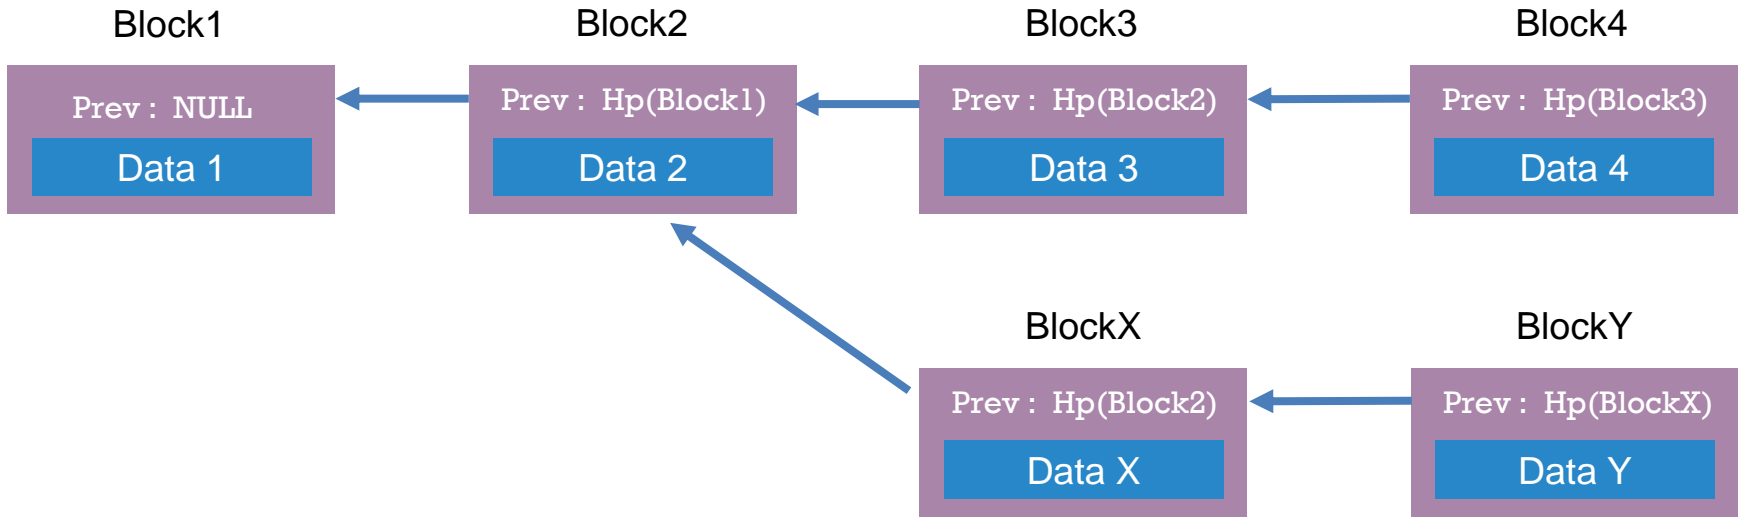 Block1
Block2
Block3
Block4
Prev : NULL
Prev : Hp(Block1)
Prev : Hp(Block2)
Prev : Hp(Block3)
Data 1
Data 2
Data 3
Data 4
BlockX
BlockY
Prev : Hp(Block2)
Prev : Hp(BlockX)
Data X
Data Y